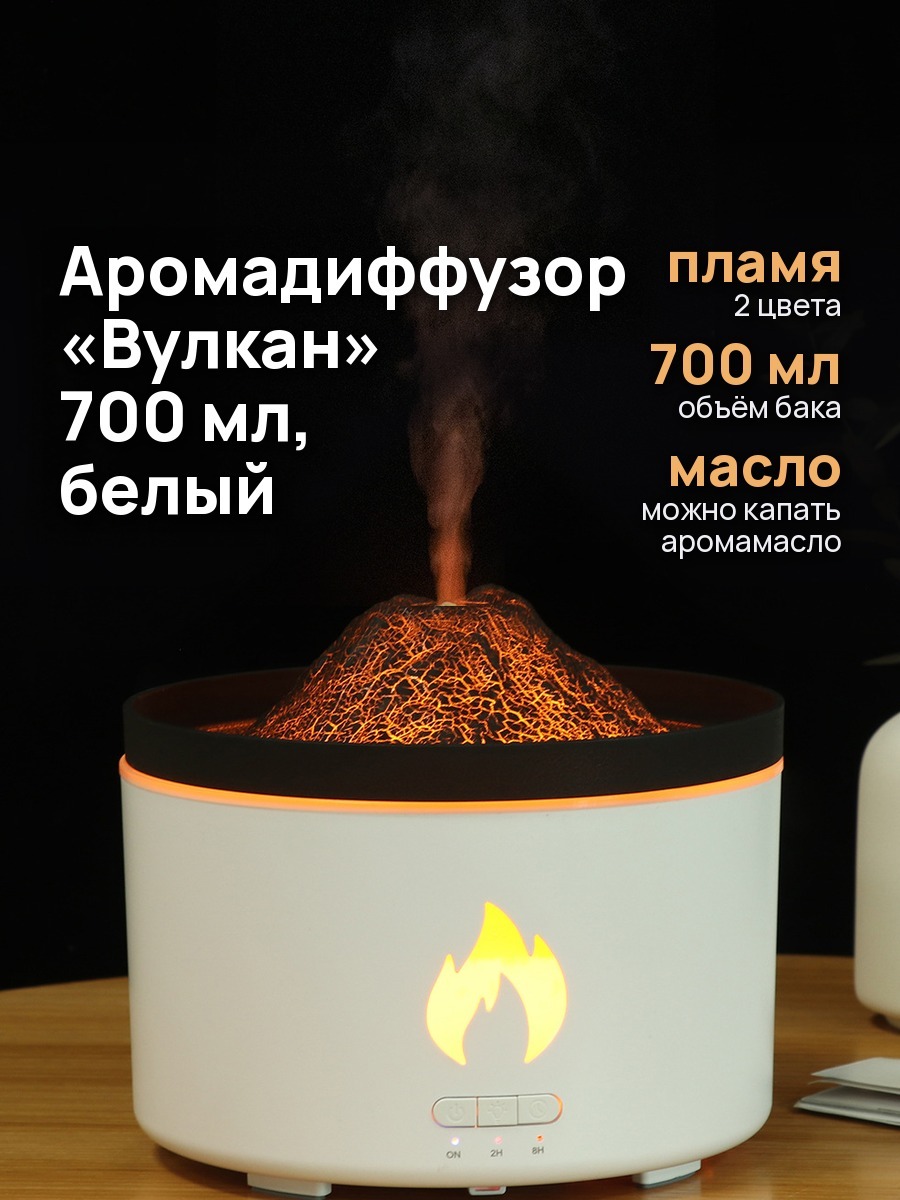 Аромадиффузор
«Вулкан»
700 мл,
белый
пламя
2 цвета
700 мл
объём бака
масло
можно капать
аромамасло
ON 2H 8H